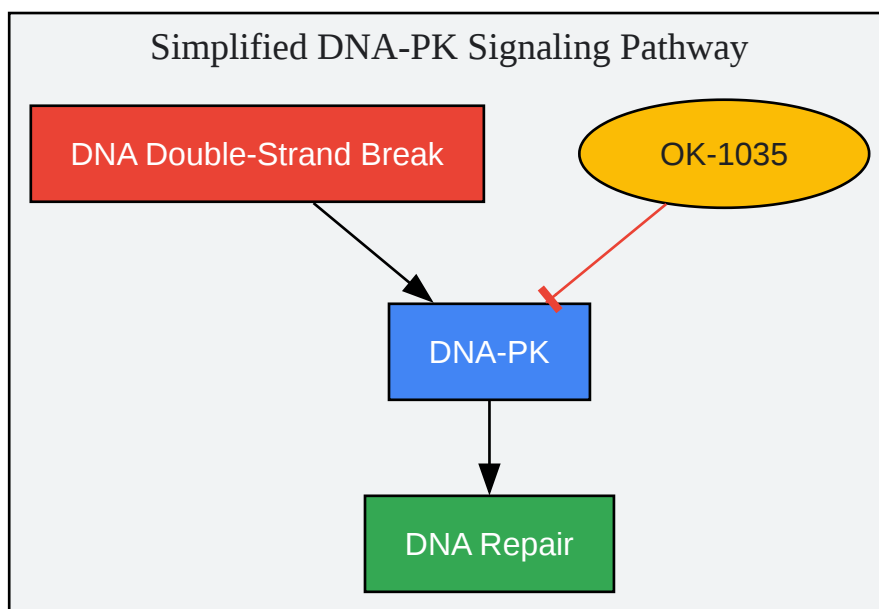 Simplified DNA-PK Signaling Pathway
DNA Double-Strand Break
OK-1035
DNA-PK
DNA Repair